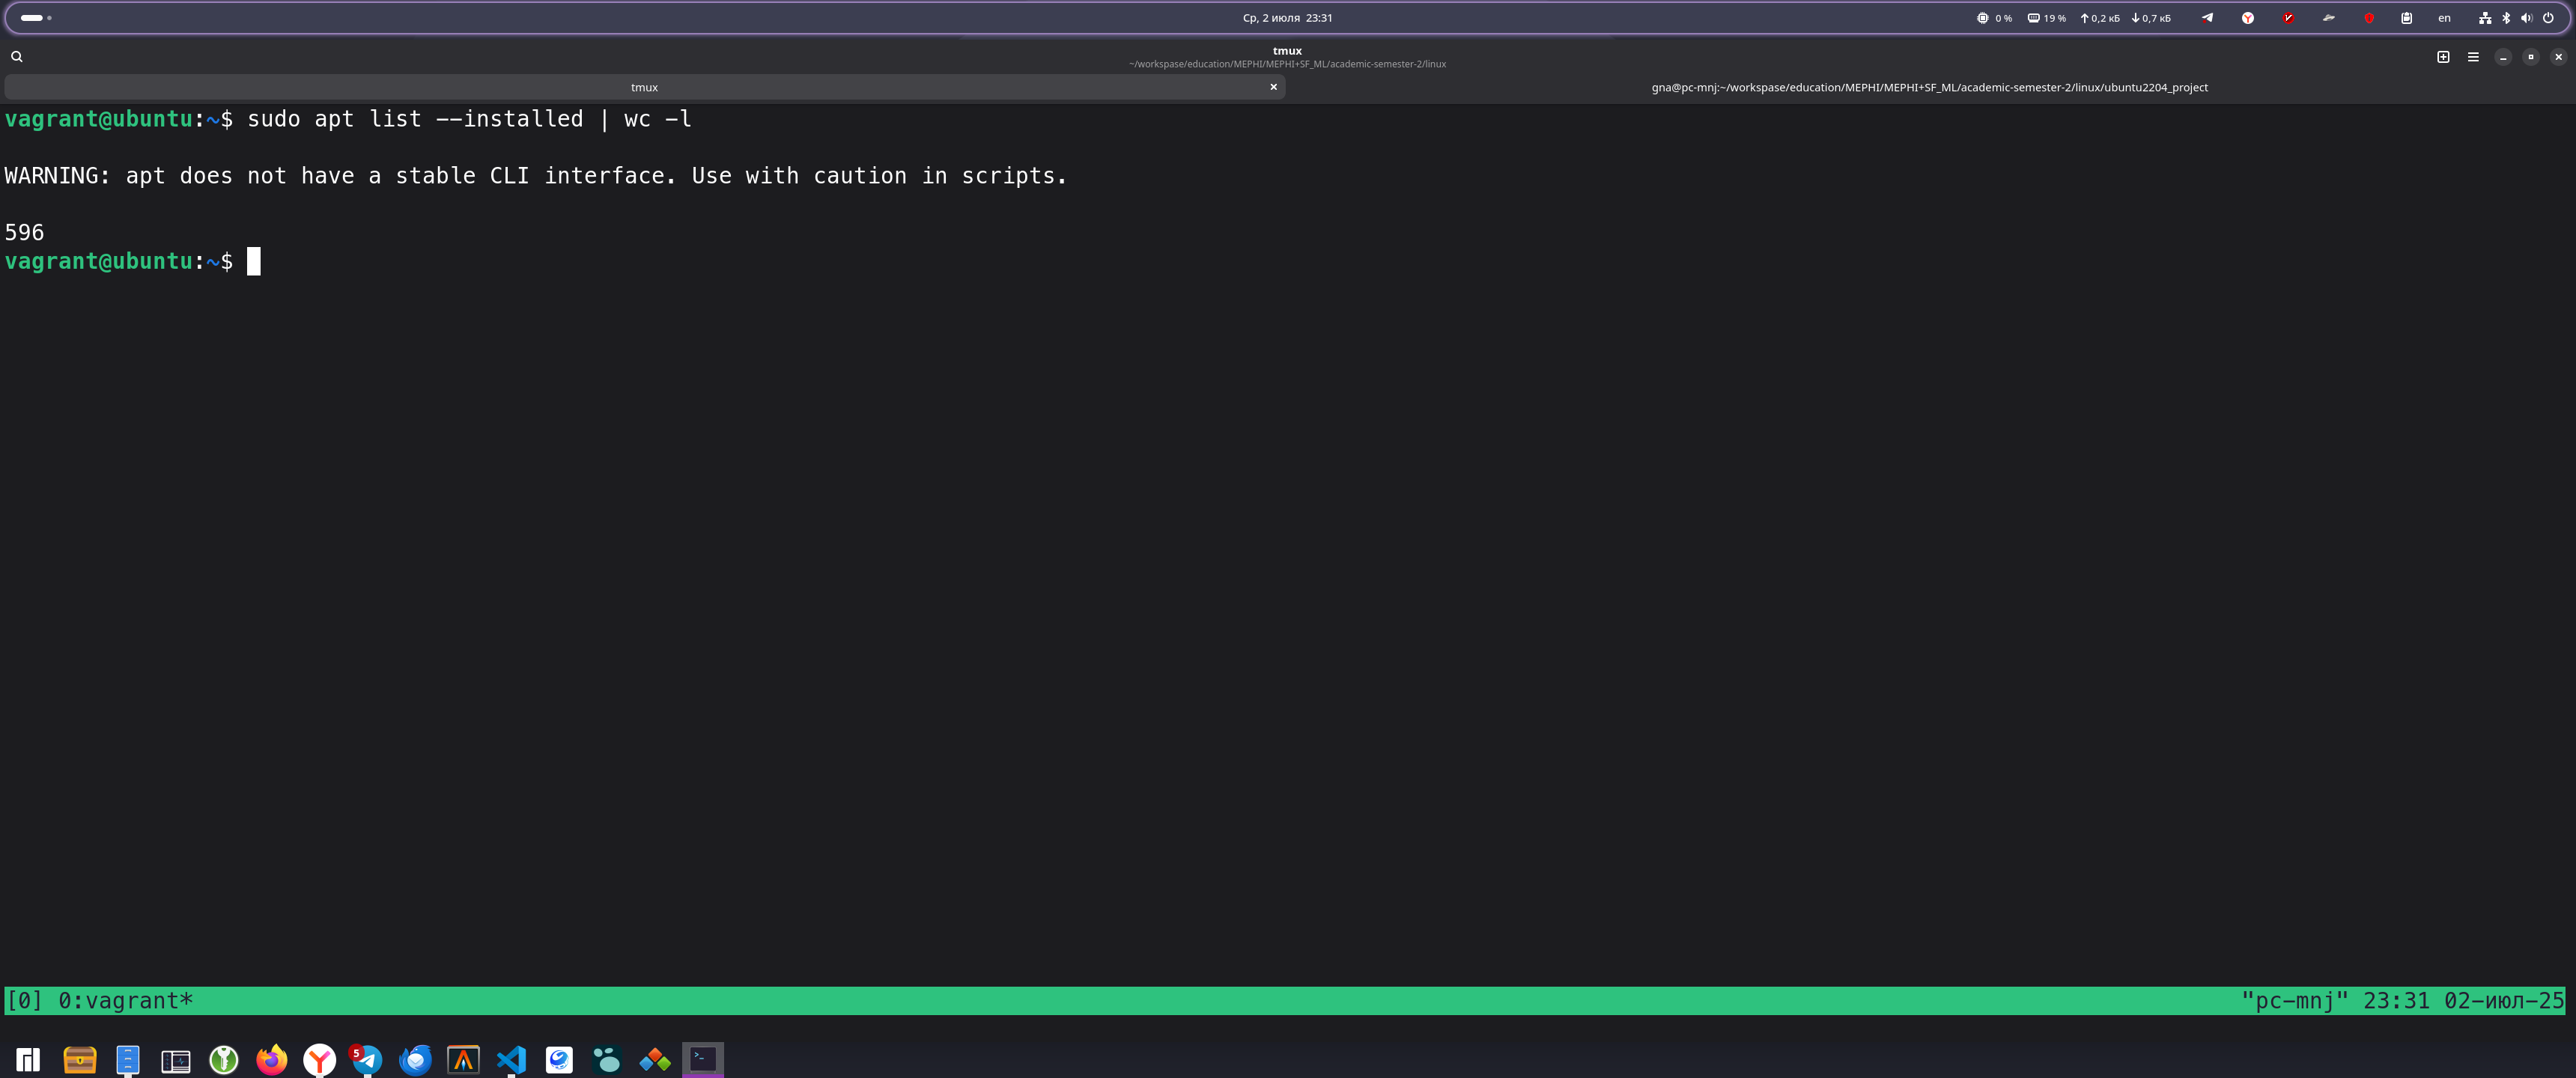 Ср, 2 июля 23:31
0 % 19 % 0,2 кБ 0,7 кБ en
tmux
~/workspase/education/MEPHI/MEPHI+SF_ML/academic-semester-2/linux
tmux
gna@pc-mnj:~/workspase/education/MEPHI/MEPHI+SF_ML/academic-semester-2/linux/ubuntu2204_project
vagrant@ubuntu:~$ sudo apt list --installed | wc -l
WARNING: apt does not have a stable CLI interface. Use with caution in scripts.
596
vagrant@ubuntu:~$
[0] 0:vagrant* "pc-mnj" 23:31 02-июл-25
5